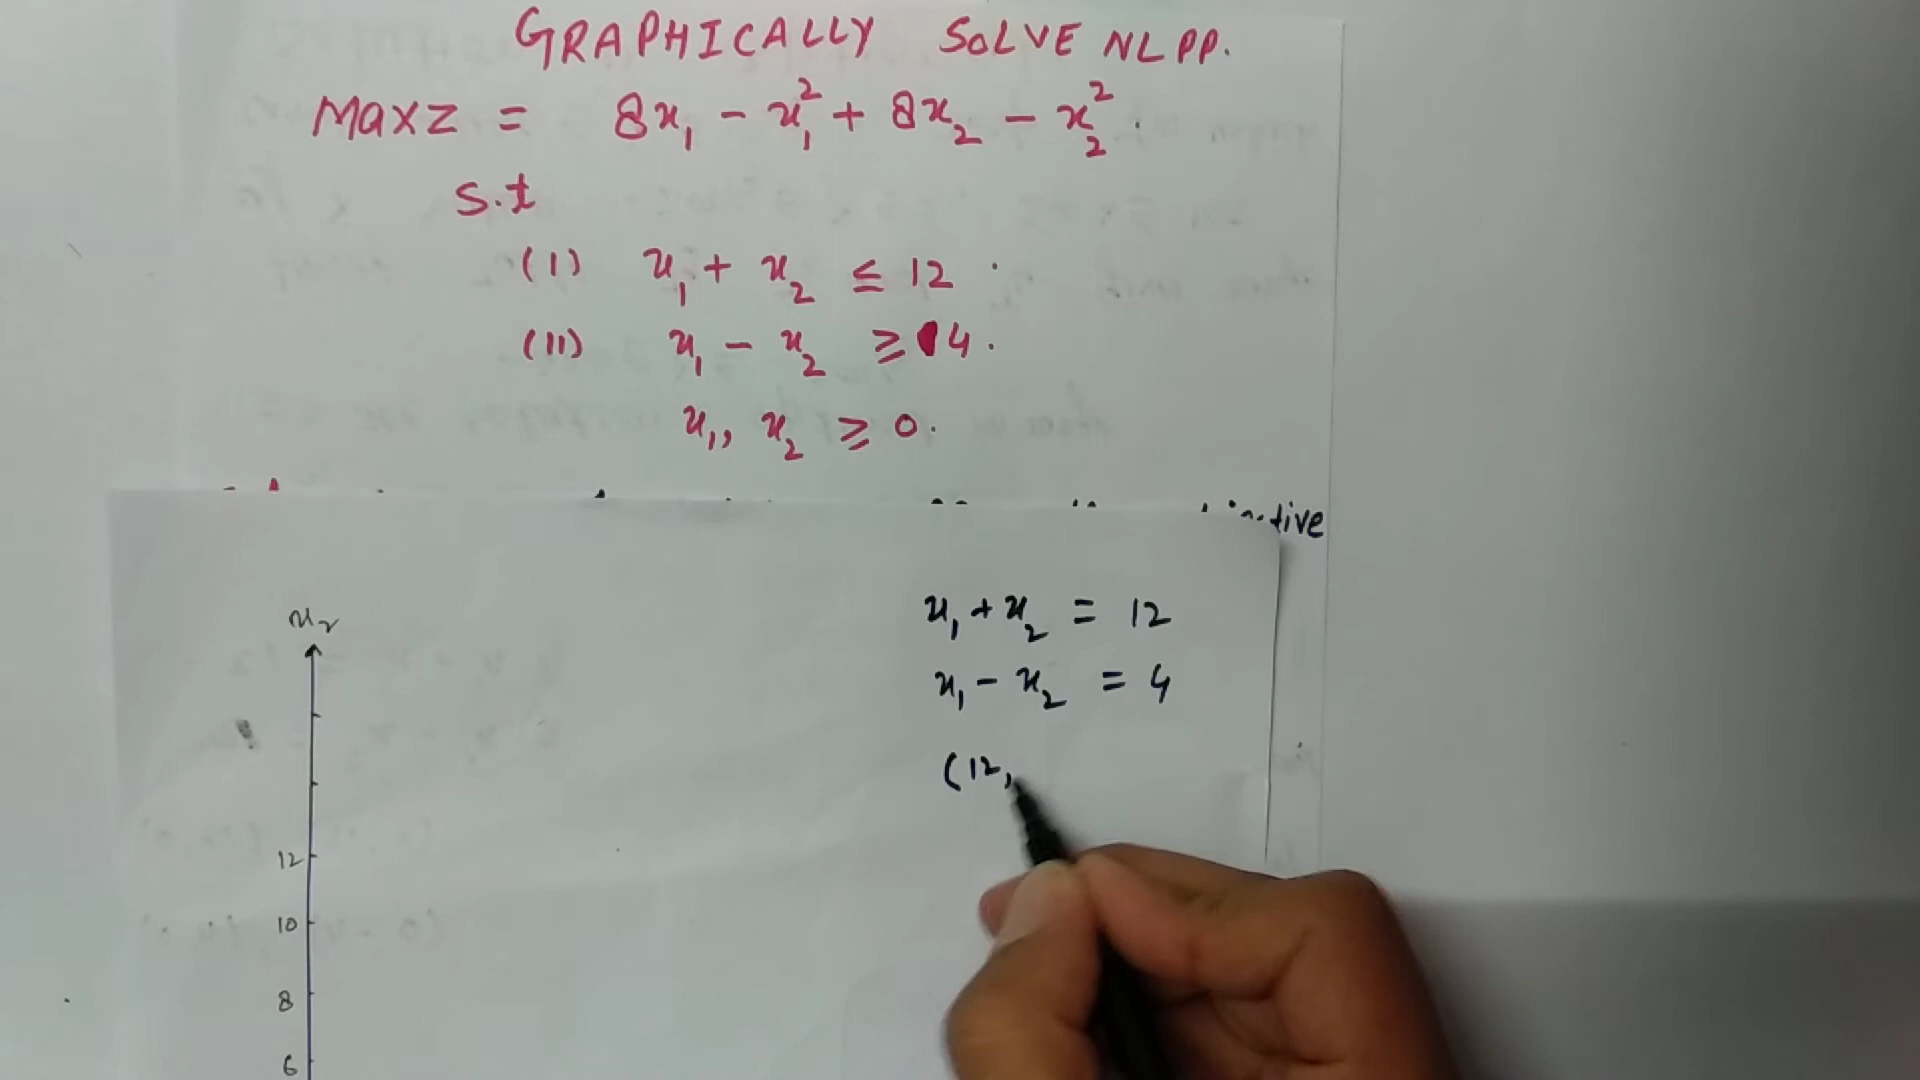 GRAPHICALLY SOLVE NLPP.
Max Z = 8x₁ - x₁² + 8x₂ - x₂².
S.t
(I) x₁ + x₂ ≤ 12
(II) x₁ - x₂ ≥ 4.
x₁, x₂ ≥ 0.
x₂
x₁ + x₂ = 12
x₁ - x₂ = 4
(12,
12
10
8
6